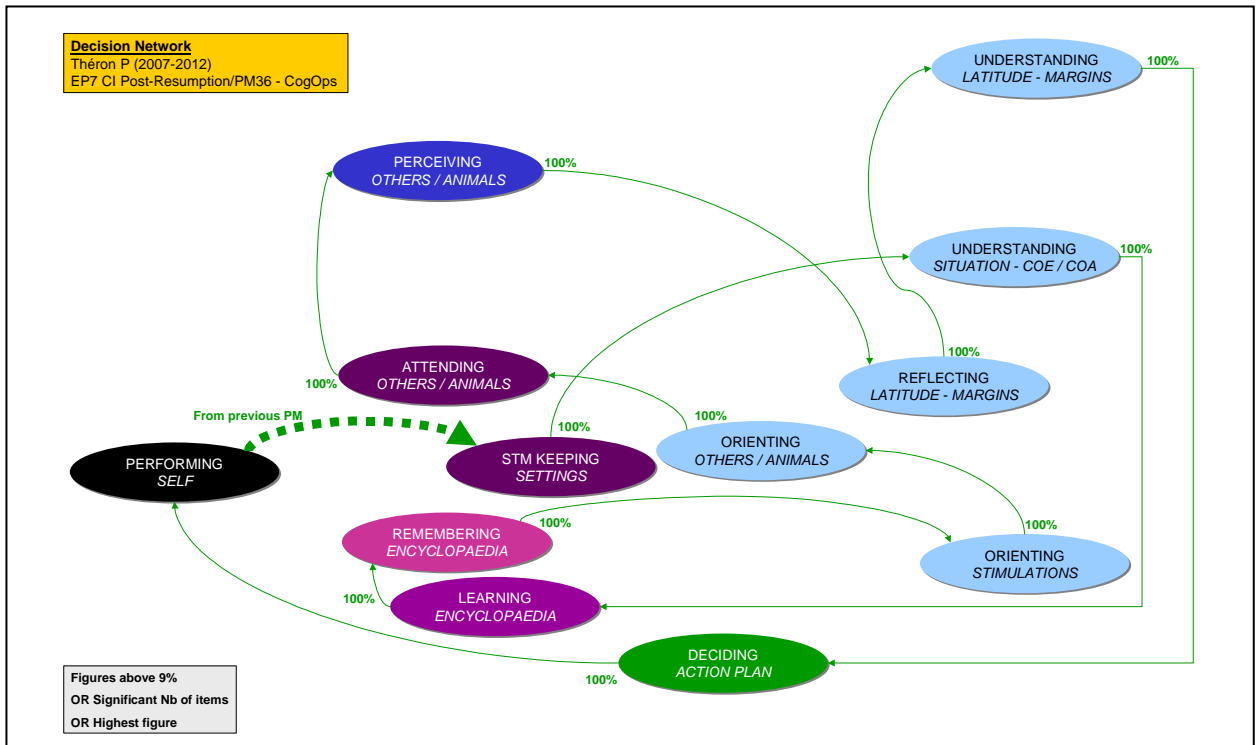 Decision Network
Théron P (2007-2012)
EP7 CI Post-Resumption/PM36 - CogOps
UNDERSTANDING
LATITUDE - MARGINS
100%
PERCEIVING
OTHERS / ANIMALS
100%
UNDERSTANDING
SITUATION - COE / COA
100%
ATTENDING
OTHERS / ANIMALS
100%
100%
REFLECTING
LATITUDE - MARGINS
From previous PM
100%
100%
ORIENTING
OTHERS / ANIMALS
PERFORMING
SELF
STM KEEPING
SETTINGS
REMEMBERING
ENCYCLOPAEDIA
100%
100%
ORIENTING
STIMULATIONS
100%
LEARNING
ENCYCLOPAEDIA
DECIDING
ACTION PLAN
100%
Figures above 9%
OR Significant Nb of items
OR Highest figure